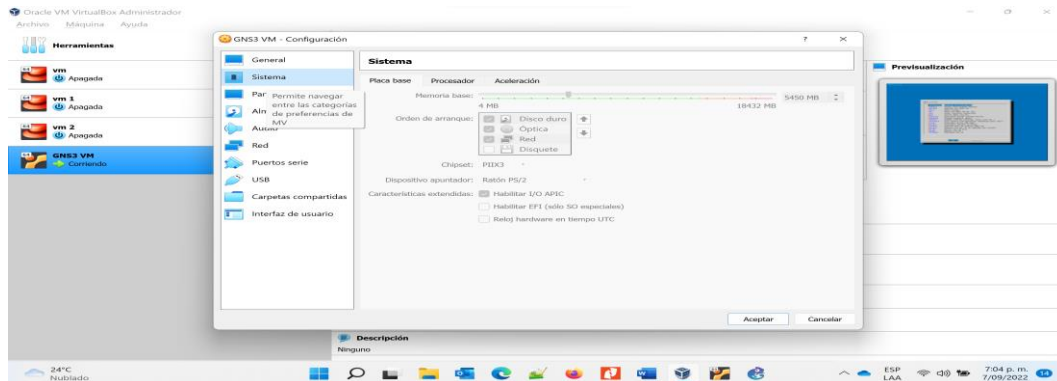 Oracle VM VirtualBox Administrador
Archivo Máquina Ayuda
Herramientas
vm
Apagada
vm 1
Apagada
vm 2
Apagada
GNS3 VM
Corriendo
GNS3 VM - Configuración
General
Sistema
Par
Permite navegar entre las categorías de preferencias de MV
Audio
Red
Puertos serie
USB
Carpetas compartidas
Interfaz de usuario
Sistema
Placa base Procesador Aceleración
Memoria base: 5450 MB
4 MB 18432 MB
Orden de arranque: Disco duro
Óptica
Red
Disquete
Chipset: PIIX3
Dispositivo apuntador: Ratón PS/2
Características extendidas: Habilitar I/O APIC
Habilitar EFI (sólo SO especiales)
Reloj hardware en tiempo UTC
Aceptar Cancelar
Previsualización
Descripción
Ninguno
24°C
Nublado
ESP
LAA
7:04 p. m.
7/09/2022